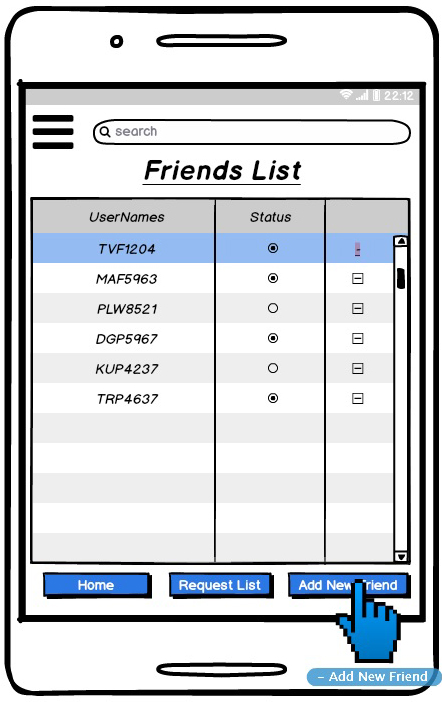 22:12
search
Friends List
UserNames Status
TVF1204
MAF5963
PLW8521
DGP5967
KUP4237
TRP4637
Home Request List Add New Friend
- Add New Friend